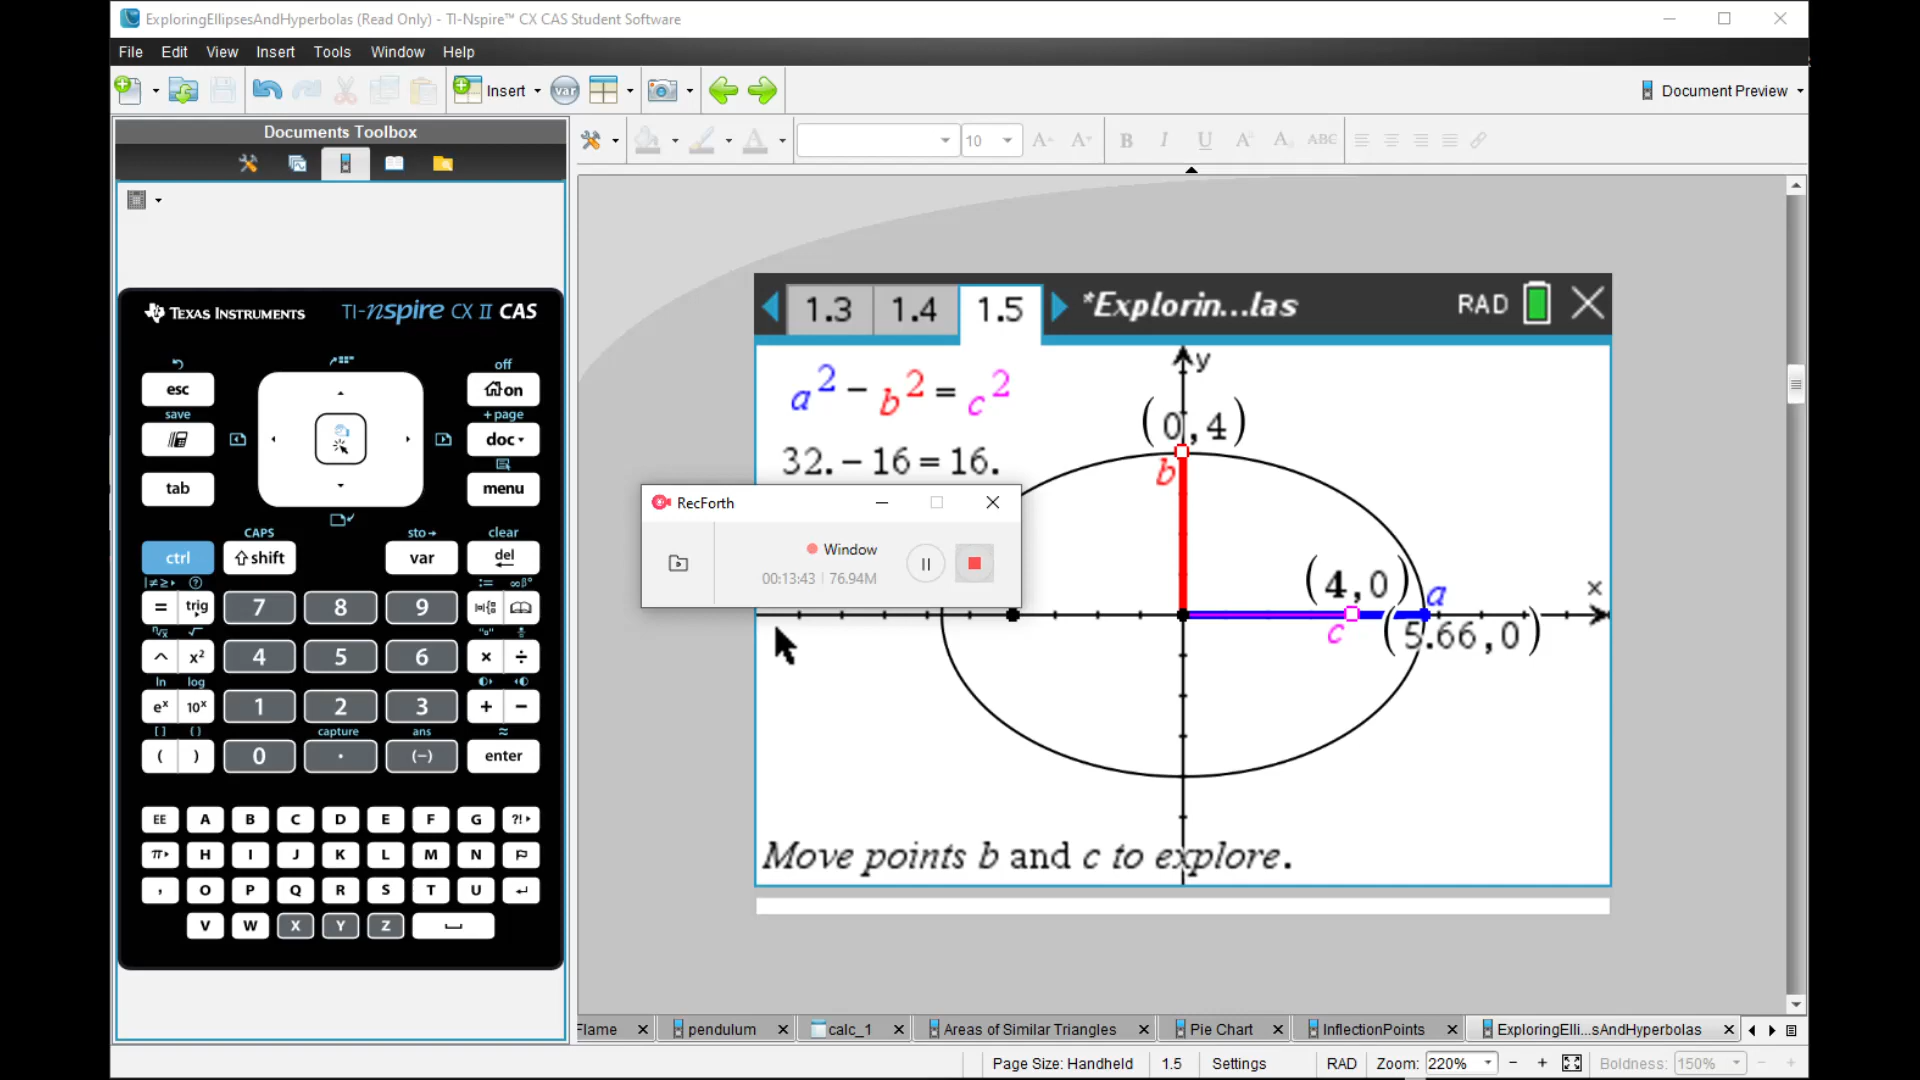 ExploringEllipsesAndHyperbolas (Read Only) - TI-Nspire™ CX CAS Student Software
File Edit View Insert Tools Window Help
Insert var Document Preview
Documents Toolbox
10 A A B I U A A ABC
TEXAS INSTRUMENTS TI-nspire CX II CAS
off
esc on
save + page
doc
tab menu
CAPS sto→ clear
ctrl shift var del
= trig 7 8 9
^ x² 4 5 6 × ÷
ln log
eˣ 10ˣ 1 2 3 + −
[ ] { } capture ans ≈
( ) 0 . (−) enter
EE A B C D E F G ?!
π H I J K L M N
, O P Q R S T U
V W X Y Z
1.3 1.4 1.5 *Explorin...las RAD
a² − b² = c²
32. − 16 = 16.
y
(0,4)
b
(4,0)
a
x
c
(5.66,0)
Move points b and c to explore.
RecForth
Window
00:13:43 | 76.94M
Flame pendulum calc_1 Areas of Similar Triangles Pie Chart InflectionPoints ExploringElli...sAndHyperbolas
Page Size: Handheld 1.5 Settings RAD Zoom: 220% − + Boldness: 150% − +